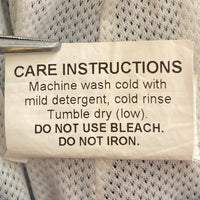 CARE INSTRUCTIONS
Machine wash cold with
mild detergent, cold rinse
Tumble dry (low).
DO NOT USE BLEACH.
DO NOT IRON.